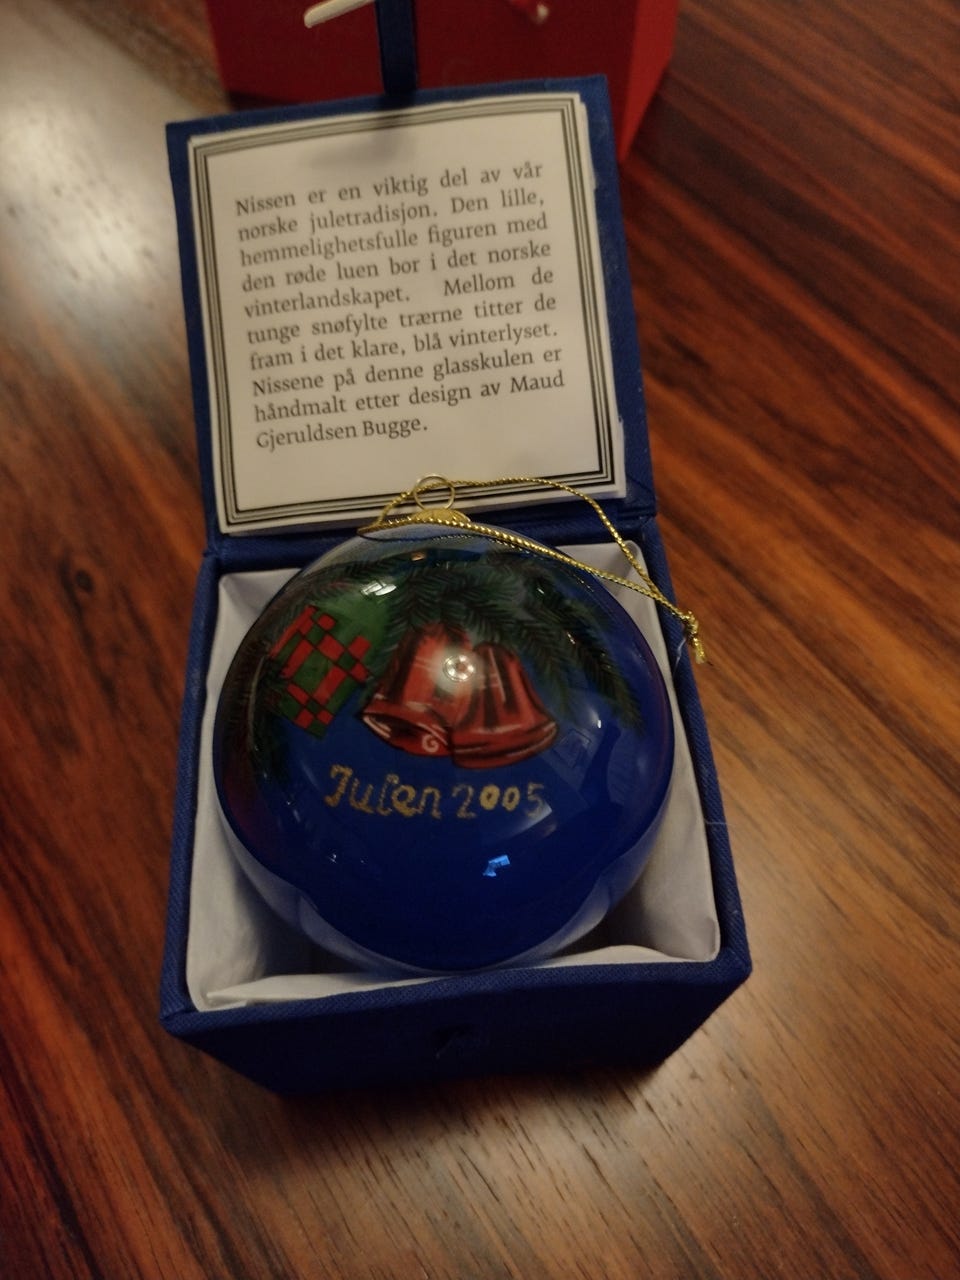 Nissen er en viktig del av vår
norske juletradisjon. Den lille,
hemmelighetsfulle figuren med
den røde luen bor i det norske
vinterlandskapet. Mellom de
tunge snøfylte trærne titter de
fram i det klare, blå vinterlyset.
Nissene på denne glasskulen er
håndmalt etter design av Maud
Gjeruldsen Bugge.
Julen 2005